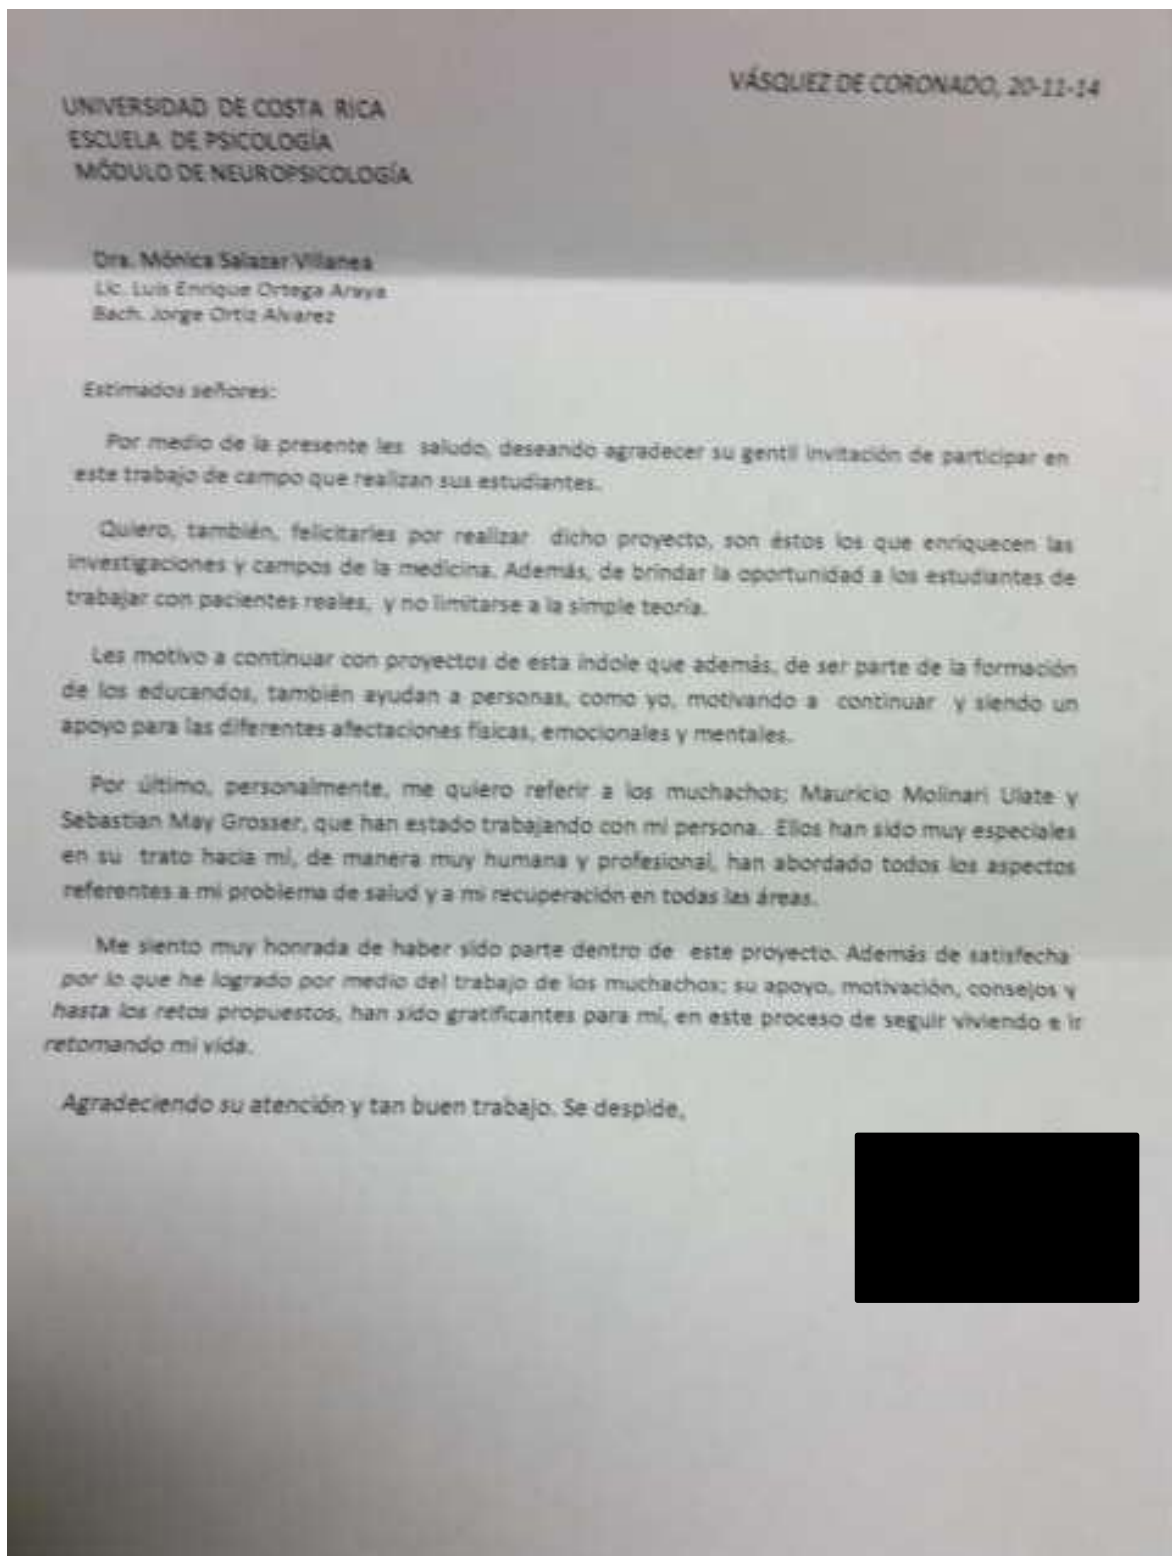 VÁSQUEZ DE CORONADO, 20-11-14
UNIVERSIDAD DE COSTA RICA
ESCUELA DE PSICOLOGÍA
MÓDULO DE NEUROPSICOLOGÍA
Dra. Mónica Salazar Villanea
Lic. Luis Enrique Ortega Araya
Bach. Jorge Ortiz Alvarez
Estimados señores:
Por medio de la presente les saludo, deseando agradecer su gentil invitación de participar en
este trabajo de campo que realizan sus estudiantes.
Quiero, también, felicitarles por realizar dicho proyecto, son éstos los que enriquecen las
investigaciones y campos de la medicina. Además, de brindar la oportunidad a los estudiantes de
trabajar con pacientes reales, y no limitarse a la simple teoría.
Les motivo a continuar con proyectos de esta índole que además, de ser parte de la formación
de los educandos, también ayudan a personas, como yo, motivando a continuar y siendo un
apoyo para las diferentes afectaciones físicas, emocionales y mentales.
Por último, personalmente, me quiero referir a los muchachos; Mauricio Molinari Ulate y
Sebastian May Grosser, que han estado trabajando con mi persona. Ellos han sido muy especiales
en su trato hacia mí, de manera muy humana y profesional, han abordado todos los aspectos
referentes a mi problema de salud y a mi recuperación en todas las áreas.
Me siento muy honrada de haber sido parte dentro de este proyecto. Además de satisfecha
por lo que he logrado por medio del trabajo de los muchachos; su apoyo, motivación, consejos y
hasta los retos propuestos, han sido gratificantes para mí, en este proceso de seguir viviendo e ir
retomando mi vida.
Agradeciendo su atención y tan buen trabajo. Se despide,